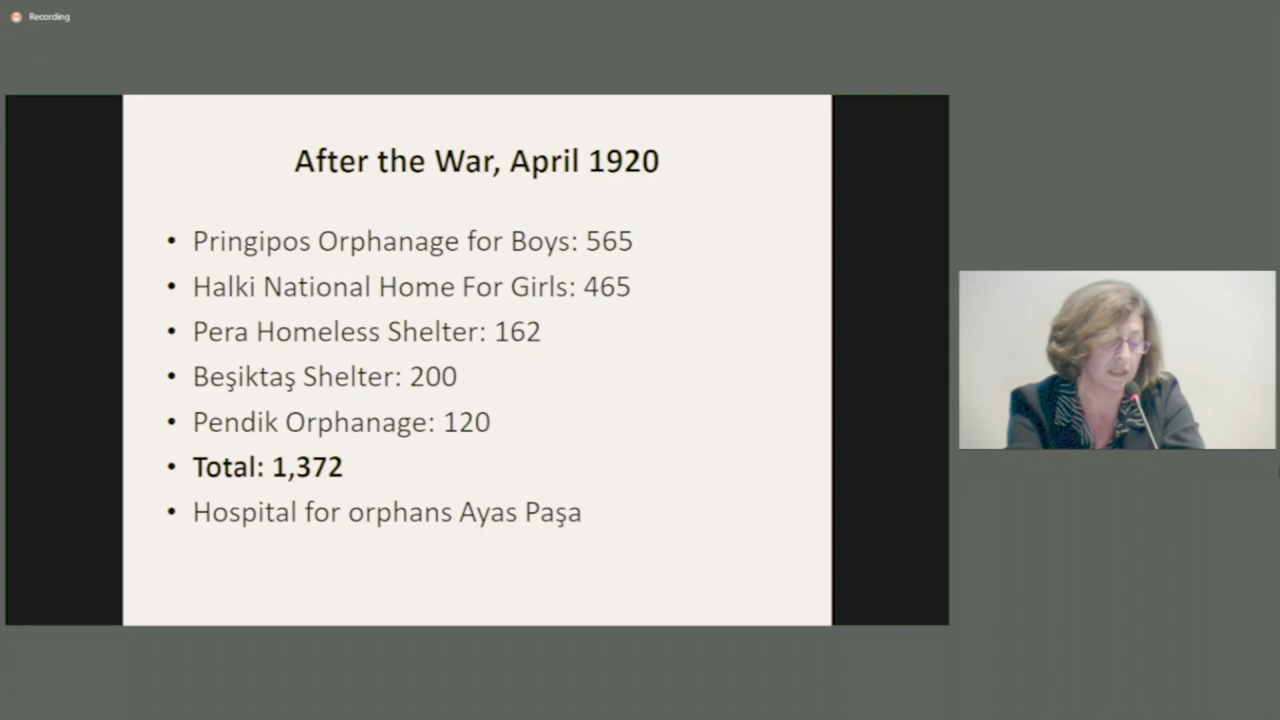 Recording
After the War, April 1920
• Pringipos Orphanage for Boys: 565
• Halki National Home For Girls: 465
• Pera Homeless Shelter: 162
• Beşiktaş Shelter: 200
• Pendik Orphanage: 120
• Total: 1,372
• Hospital for orphans Ayas Paşa